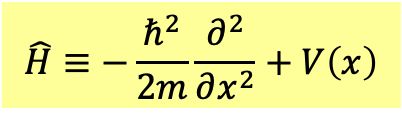 Ĥ ≡ −ħ²/2m ∂²/∂x² + V(x)